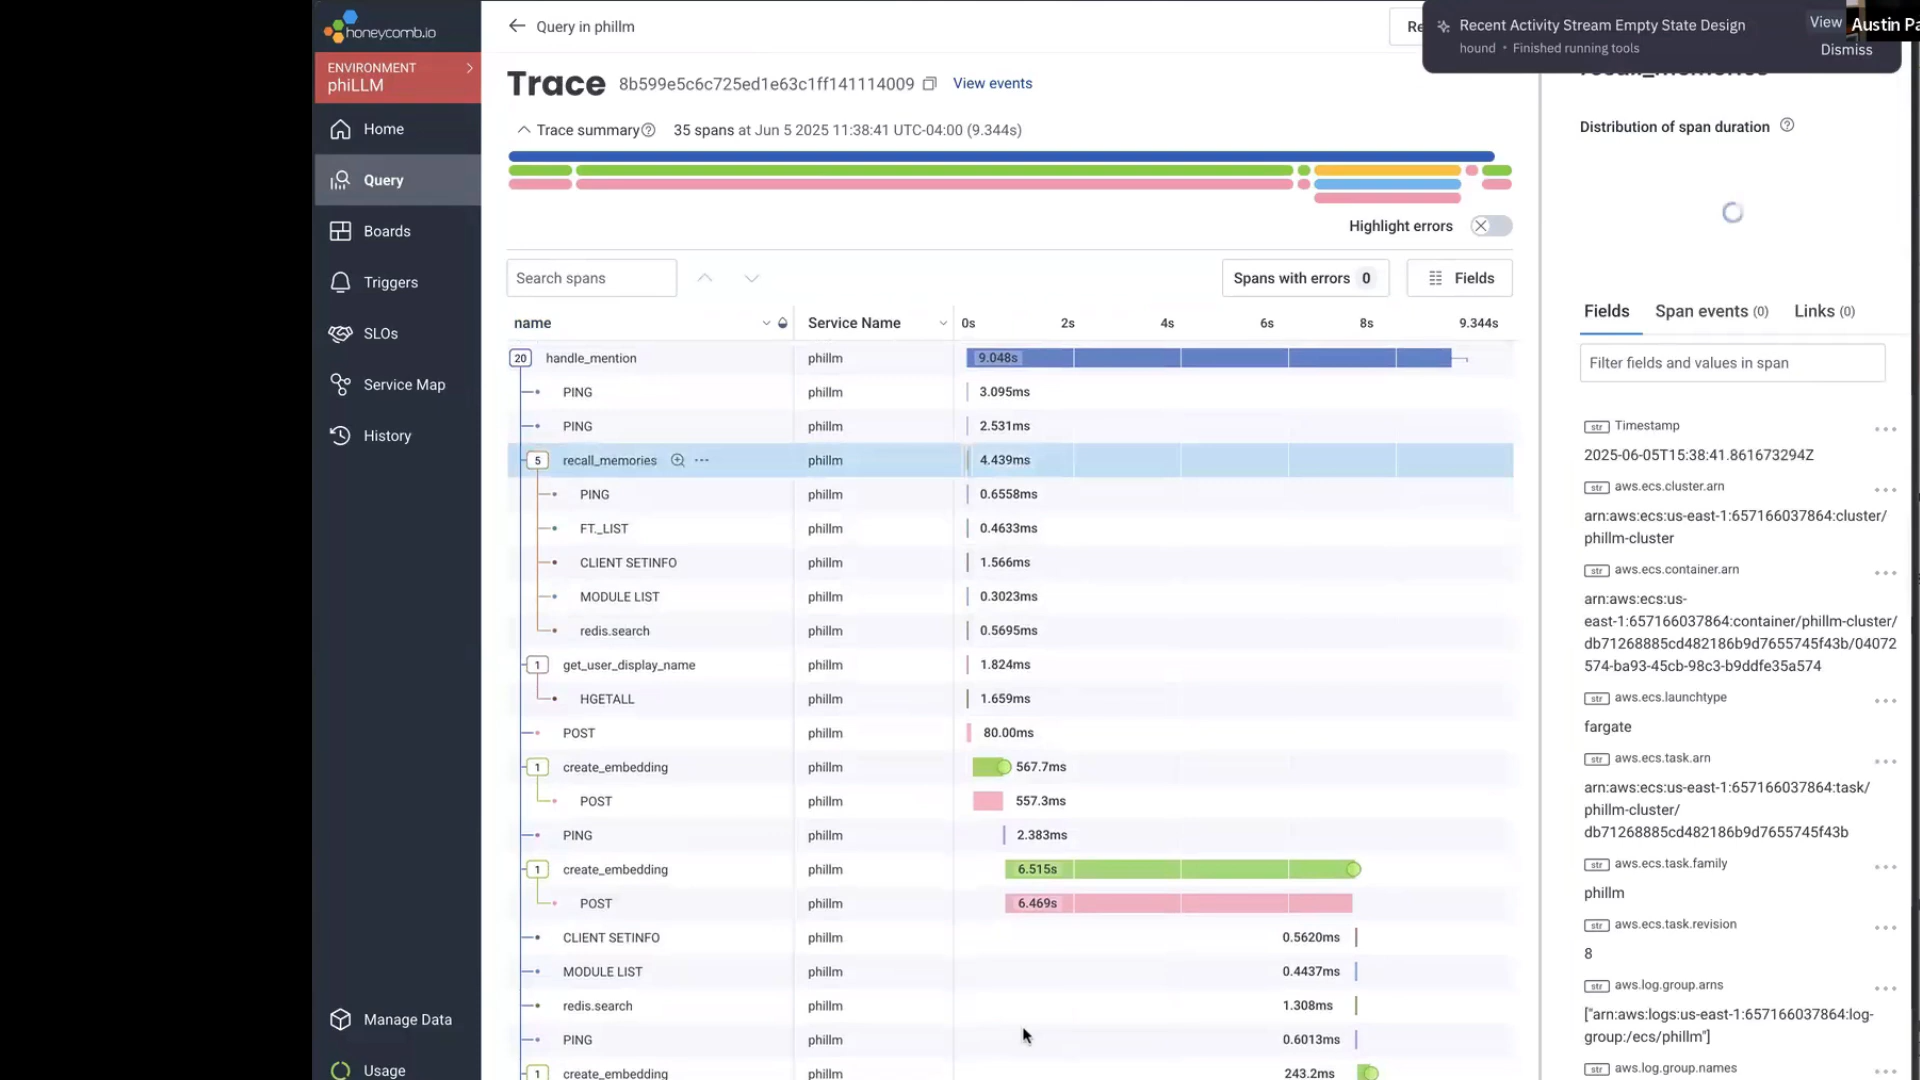 honeycomb.io
ENVIRONMENT
phiLLM
Home
Query
Boards
Triggers
SLOs
Service Map
History
Manage Data
Usage
Query in phillm
Re
Recent Activity Stream Empty State Design
hound • Finished running tools
View
Dismiss
Austin Pa
Trace 8b599e5c6c725ed1e63c1ff141114009 View events
Trace summary 35 spans at Jun 5 2025 11:38:41 UTC-04:00 (9.344s)
Highlight errors
Search spans
Spans with errors 0
Fields
name Service Name 0s 2s 4s 6s 8s 9.344s
20 handle_mention phillm 9.048s
PING phillm 3.095ms
PING phillm 2.531ms
5 recall_memories phillm 4.439ms
PING phillm 0.6558ms
FT._LIST phillm 0.4633ms
CLIENT SETINFO phillm 1.566ms
MODULE LIST phillm 0.3023ms
redis.search phillm 0.5695ms
1 get_user_display_name phillm 1.824ms
HGETALL phillm 1.659ms
POST phillm 80.00ms
1 create_embedding phillm 567.7ms
POST phillm 557.3ms
PING phillm 2.383ms
1 create_embedding phillm 6.515s
POST phillm 6.469s
CLIENT SETINFO phillm 0.5620ms
MODULE LIST phillm 0.4437ms
redis.search phillm 1.308ms
PING phillm 0.6013ms
1 create_embedding phillm 243.2ms
recall_memories
Distribution of span duration
Fields Span events (0) Links (0)
Filter fields and values in span
str Timestamp
2025-06-05T15:38:41.861673294Z
str aws.ecs.cluster.arn
arn:aws:ecs:us-east-1:657166037864:cluster/
phillm-cluster
str aws.ecs.container.arn
arn:aws:ecs:us-
east-1:657166037864:container/phillm-cluster/
db71268885cd482186b9d7655745f43b/04072
574-ba93-45cb-98c3-b9ddfe35a574
str aws.ecs.launchtype
fargate
str aws.ecs.task.arn
arn:aws:ecs:us-east-1:657166037864:task/
phillm-cluster/
db71268885cd482186b9d7655745f43b
str aws.ecs.task.family
phillm
str aws.ecs.task.revision
8
str aws.log.group.arns
["arn:aws:logs:us-east-1:657166037864:log-
group:/ecs/phillm"]
str aws.log.group.names